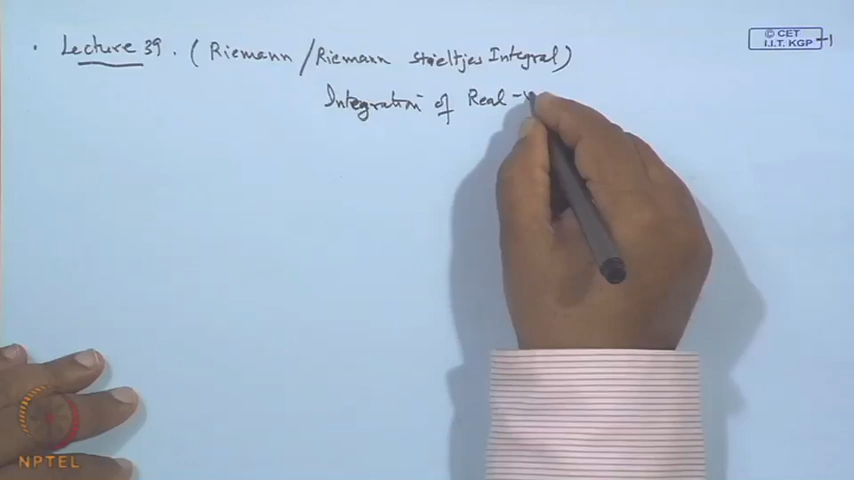 Lecture 39. (Riemann/Riemann Stieltjes Integral)
© CET
I.I.T. KGP
Integration of Real-
NPTEL